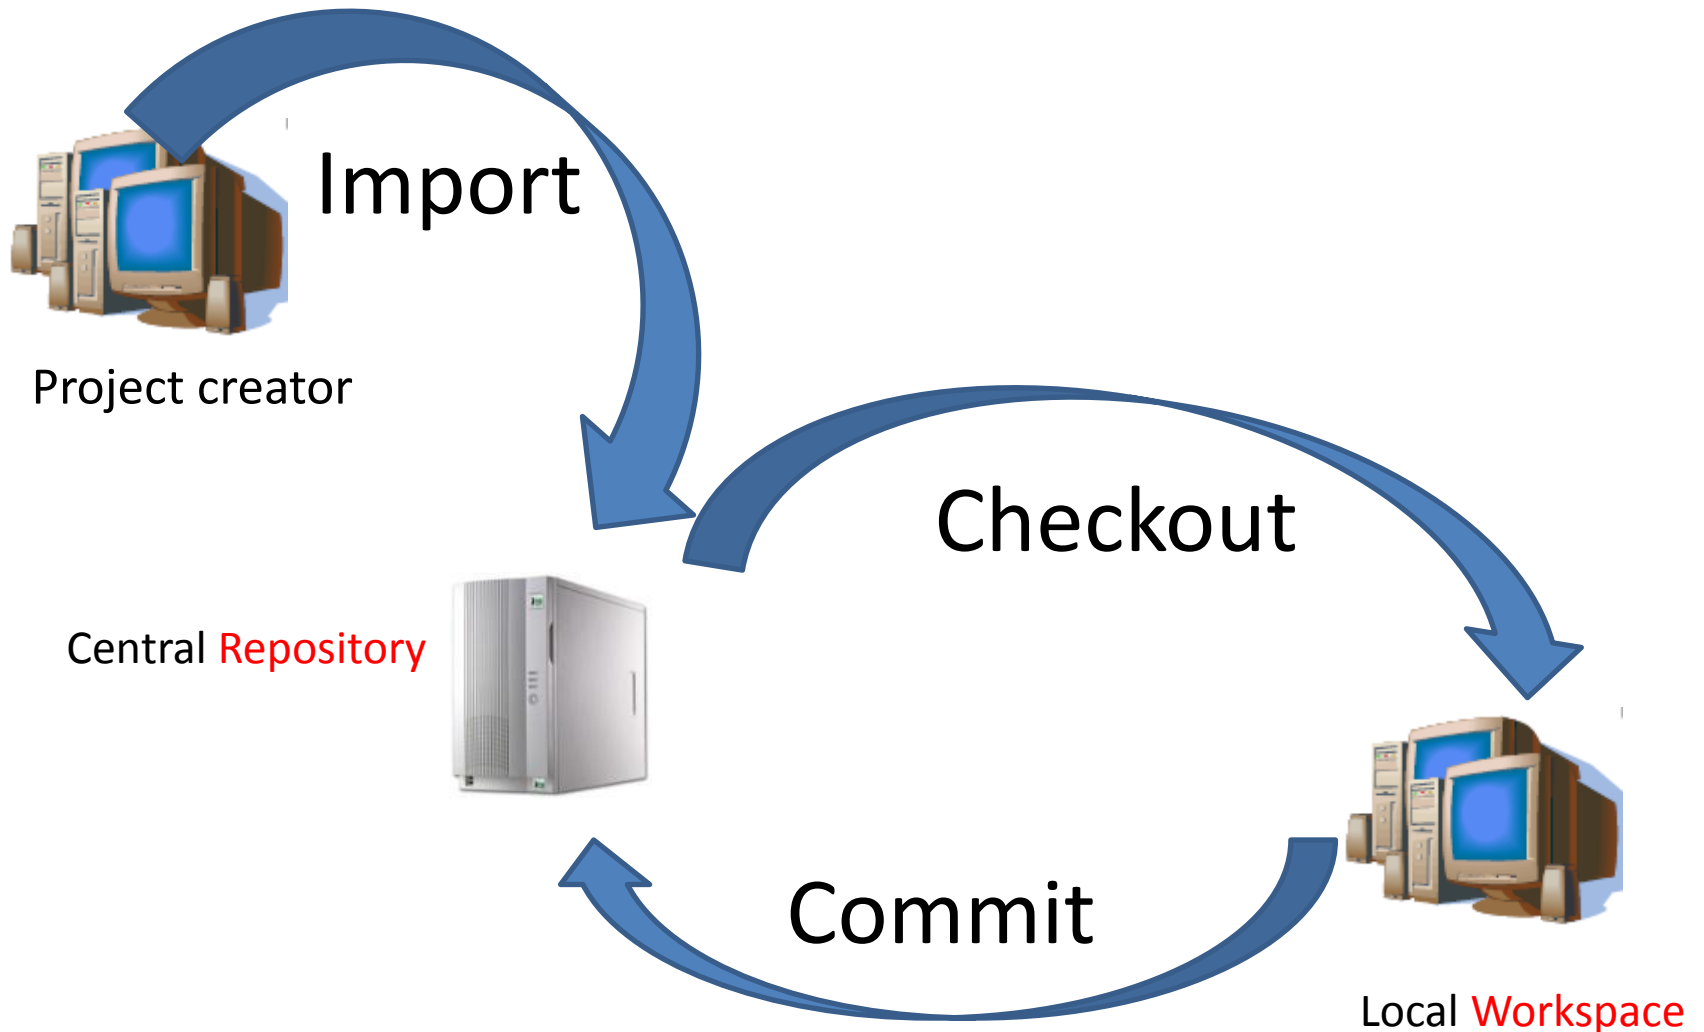 Import
Project creator
Checkout
Central Repository
Commit
Local Workspace